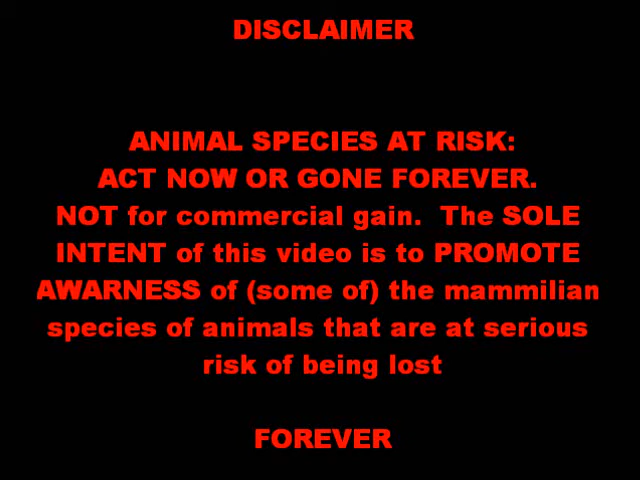 DISCLAIMER
ANIMAL SPECIES AT RISK:
ACT NOW OR GONE FOREVER.
NOT for commercial gain.  The SOLE
INTENT of this video is to PROMOTE
AWARNESS of (some of) the mammilian
species of animals that are at serious
risk of being lost
FOREVER